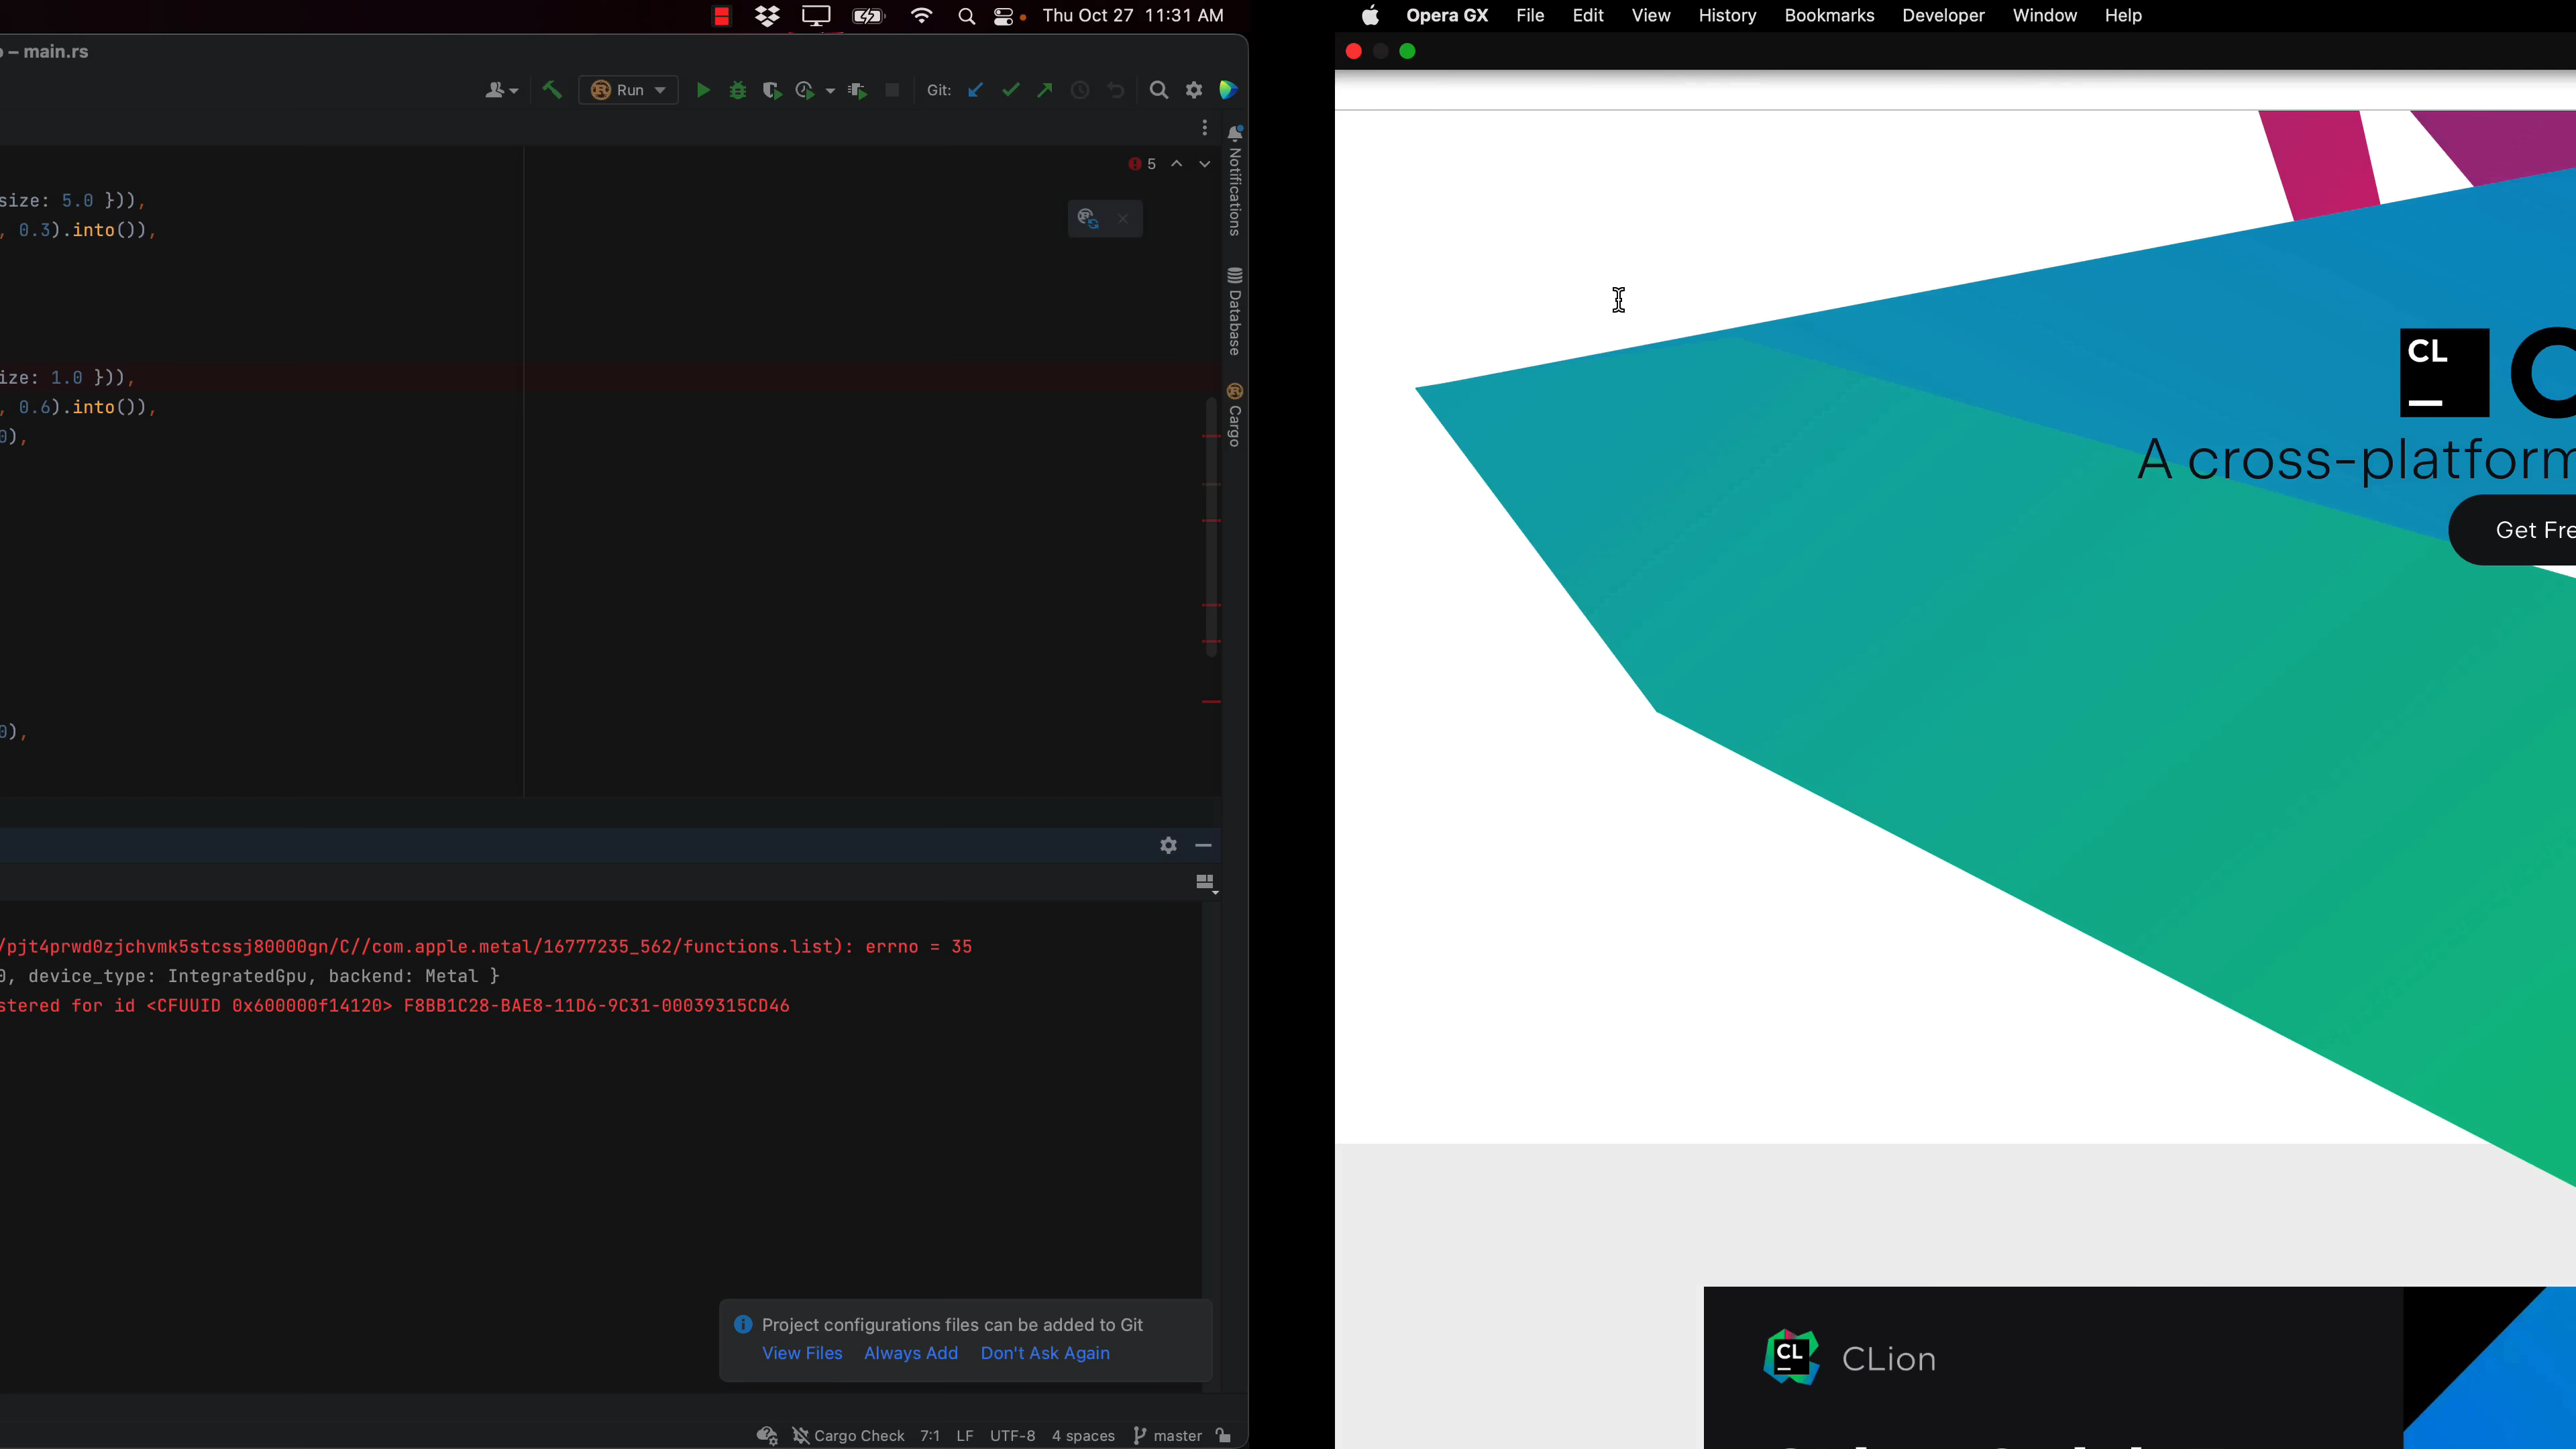 Thu Oct 27 11:31 AM
– main.rs
Run
Git:
5
size: 5.0 })),
, 0.3).into()),
ize: 1.0 })),
, 0.6).into()),
0),
0),
Notifications
Database
Cargo
/pjt4prwd0zjchvmk5stcssj80000gn/C//com.apple.metal/16777235_562/functions.list): errno = 35
0, device_type: IntegratedGpu, backend: Metal }
stered for id <CFUUID 0x600000f14120> F8BB1C28-BAE8-11D6-9C31-00039315CD46
Project configurations files can be added to Git
View Files Always Add Don't Ask Again
Cargo Check 7:1 LF UTF-8 4 spaces master
Opera GX File Edit View History Bookmarks Developer Window Help
CL
A cross-platform
Get Fre
CL CLion